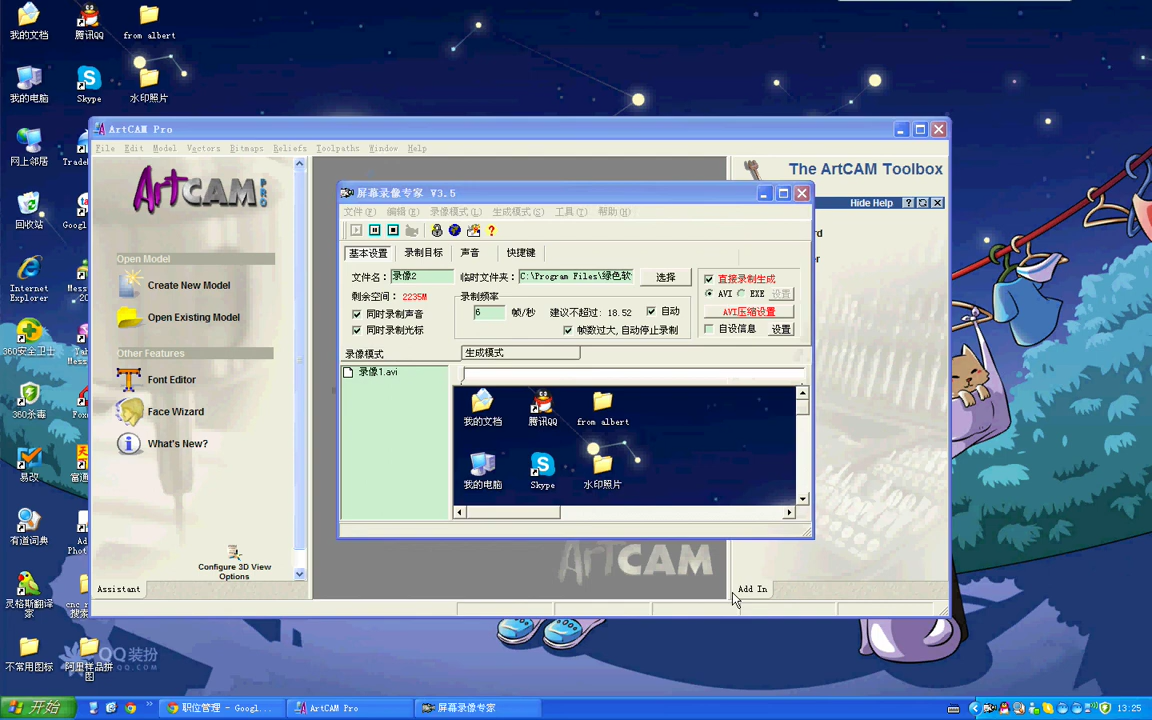 我的文档
腾讯QQ
from albert
我的电脑
Skype
水印照片
网上邻居
Trade
回收站
Googl
Internet
Explorer
360安全卫士
360杀毒
易改
富通
有道词典
Ad
Phot
灵格斯翻译
家
cnc
搜索
不常用图标
阿里样品拼
图
QQ装扮
QQ.COM
ArtCAM Pro
File Edit Model Vectors Bitmaps Reliefs Toolpaths Window Help
ArtCAM PRO
Open Model
Create New Model
Open Existing Model
Other Features
Font Editor
Face Wizard
What's New?
Configure 3D View
Options
Assistant
The ArtCAM Toolbox
Hide Help
Add In
ArtCAM
屏幕录像专家 V3.5
文件(F) 编辑(E) 录像模式(L) 生成模式(S) 工具(T) 帮助(H)
基本设置 录制目标 声音 快捷键
文件名: 录像2 临时文件夹: C:\Program Files\绿色软 选择
剩余空间: 2235M
同时录制声音
同时录制光标
录制频率
6 帧/秒 建议不超过: 18.52 自动
帧数过大,自动停止录制
直接录制生成
AVI EXE 设置
AVI压缩设置
自设信息 设置
录像模式 生成模式
录像1.avi
我的文档 腾讯QQ from albert
我的电脑 Skype 水印照片
开始
职位管理 - Googl...
ArtCAM Pro
屏幕录像专家
13:25